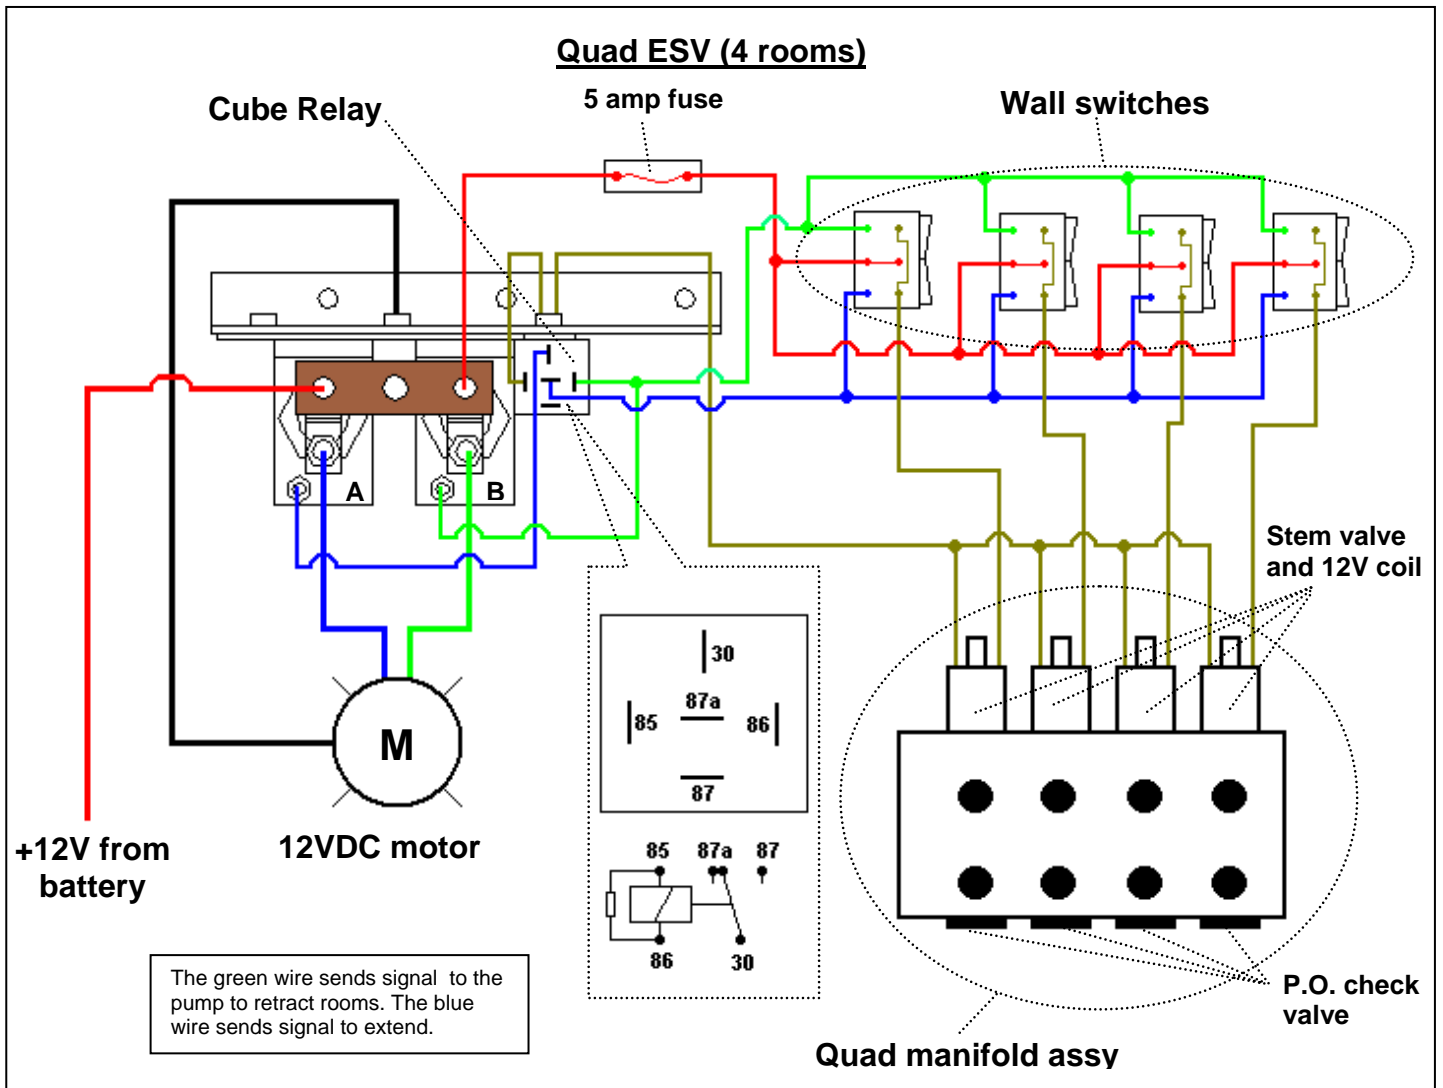 Quad ESV (4 rooms)
Cube Relay
5 amp fuse
Wall switches
A
B
Stem valve
and 12V coil
30
87a
85
86
87
M
+12V from
battery
12VDC motor
85 87a 87
86 30
The green wire sends signal to the
pump to retract rooms. The blue
wire sends signal to extend.
P.O. check
valve
Quad manifold assy